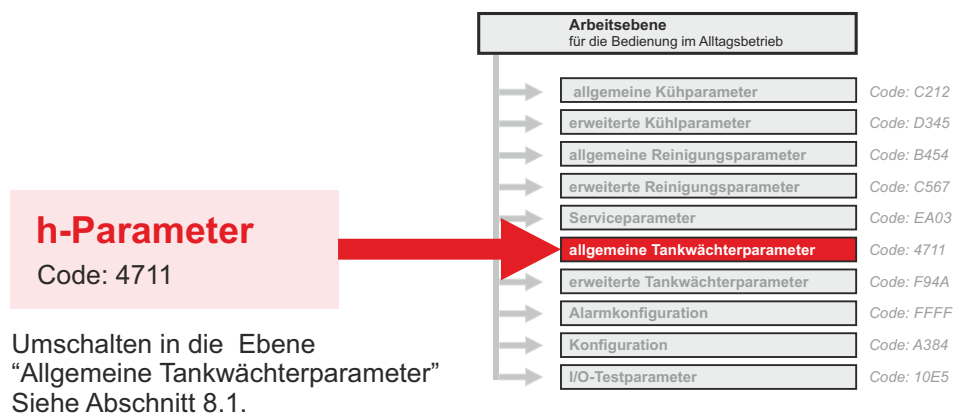 Arbeitsebene
für die Bedienung im Alltagsbetrieb
allgemeine Kühparameter Code: C212
erweiterte Kühlparameter Code: D345
allgemeine Reinigungsparameter Code: B454
erweiterte Reinigungsparameter Code: C567
Serviceparameter Code: EA03
allgemeine Tankwächterparameter Code: 4711
erweiterte Tankwächterparameter Code: F94A
Alarmkonfiguration Code: FFFF
Konfiguration Code: A384
I/O-Testparameter Code: 10E5
h-Parameter
Code: 4711
Umschalten in die Ebene
“Allgemeine Tankwächterparameter”
Siehe Abschnitt 8.1.